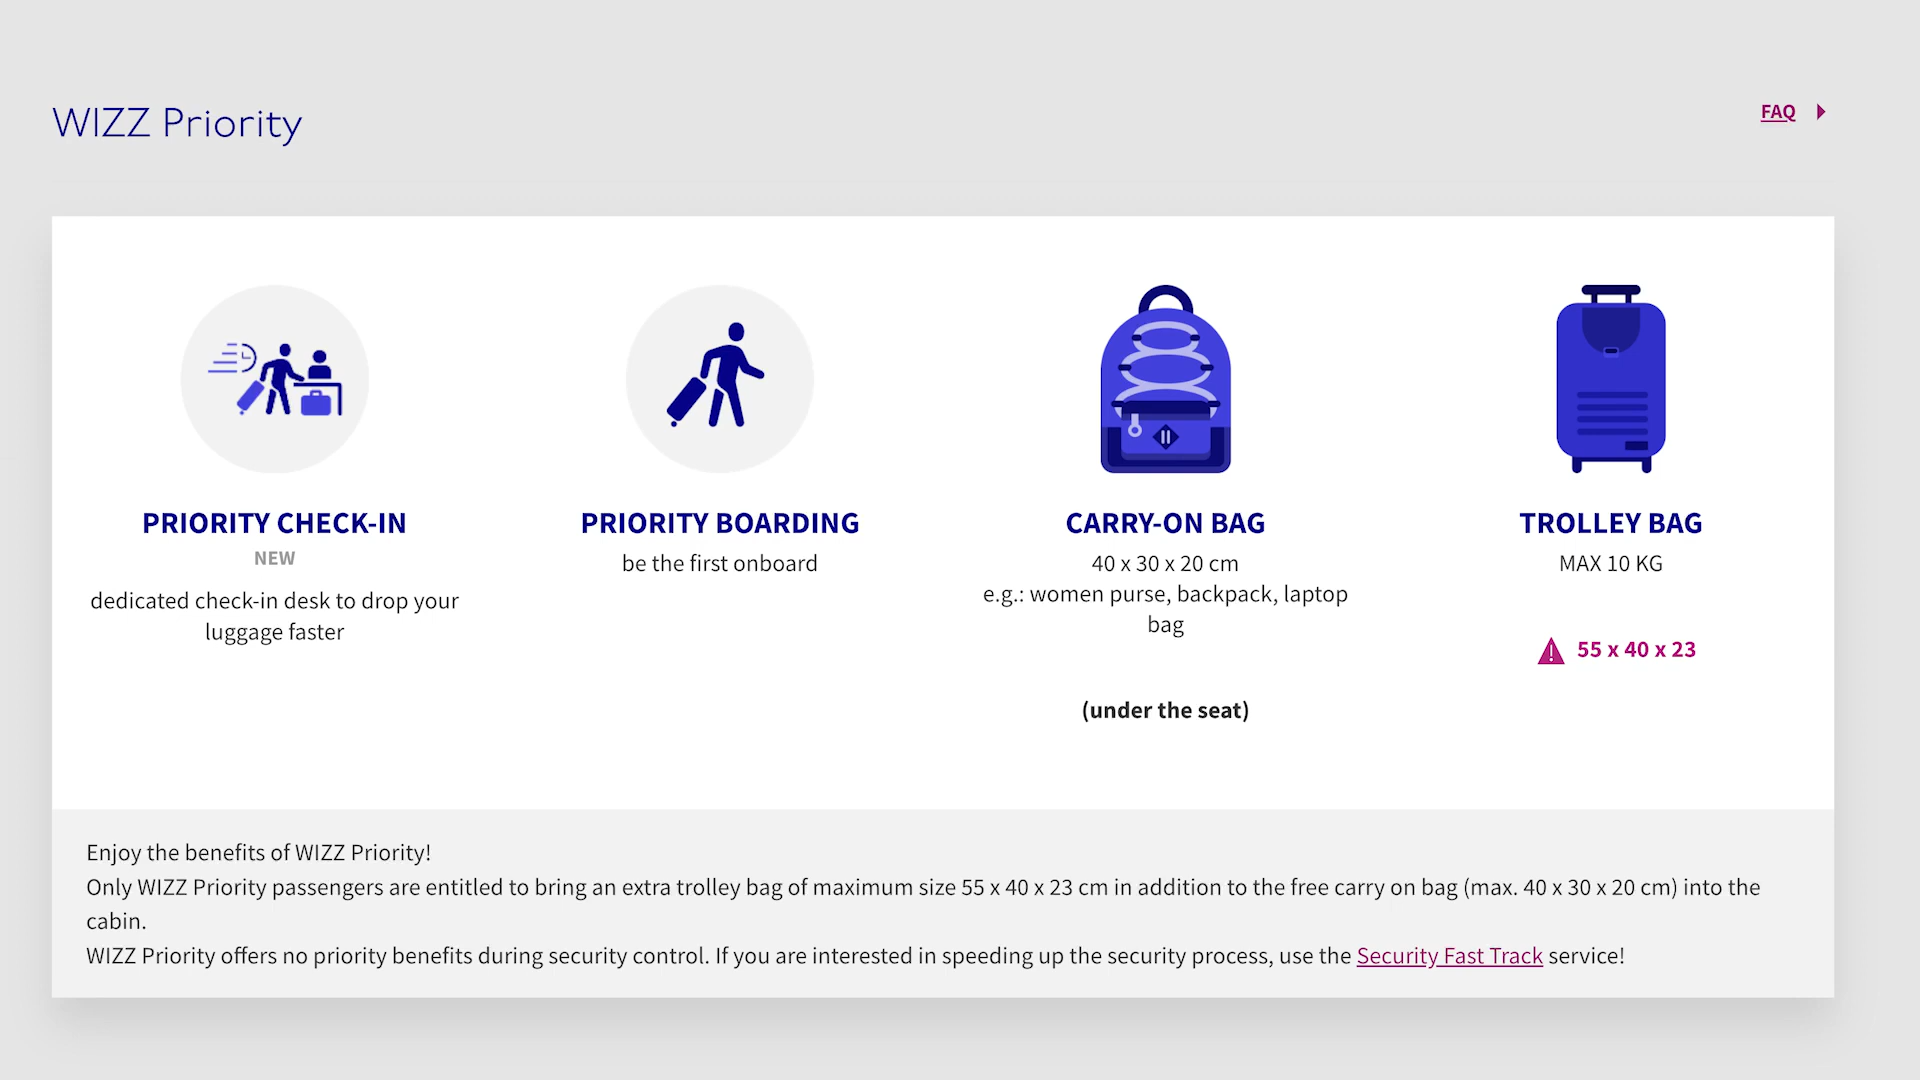 WIZZ Priority
FAQ
PRIORITY CHECK-IN
NEW
dedicated check-in desk to drop your
luggage faster
PRIORITY BOARDING
be the first onboard
CARRY-ON BAG
40 x 30 x 20 cm
e.g.: women purse, backpack, laptop
bag
(under the seat)
TROLLEY BAG
MAX 10 KG
55 x 40 x 23
Enjoy the benefits of WIZZ Priority!
Only WIZZ Priority passengers are entitled to bring an extra trolley bag of maximum size 55 x 40 x 23 cm in addition to the free carry on bag (max. 40 x 30 x 20 cm) into the
cabin.
WIZZ Priority offers no priority benefits during security control. If you are interested in speeding up the security process, use the Security Fast Track service!